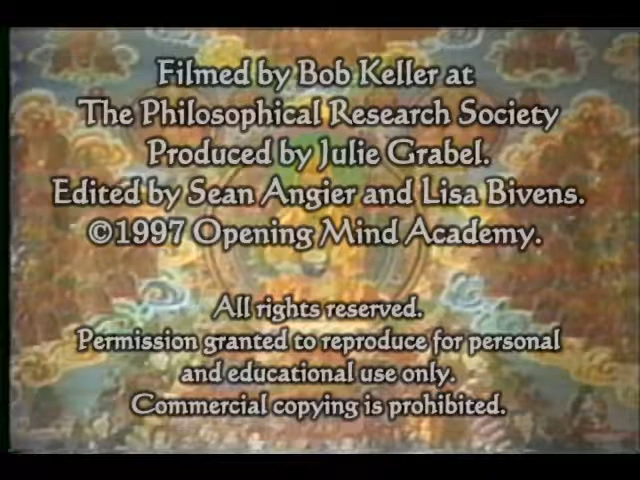 Filmed by Bob Keller at
The Philosophical Research Society
Produced by Julie Grabel.
Edited by Sean Angier and Lisa Bivens.
©1997 Opening Mind Academy.
All rights reserved.
Permission granted to reproduce for personal
and educational use only.
Commercial copying is prohibited.